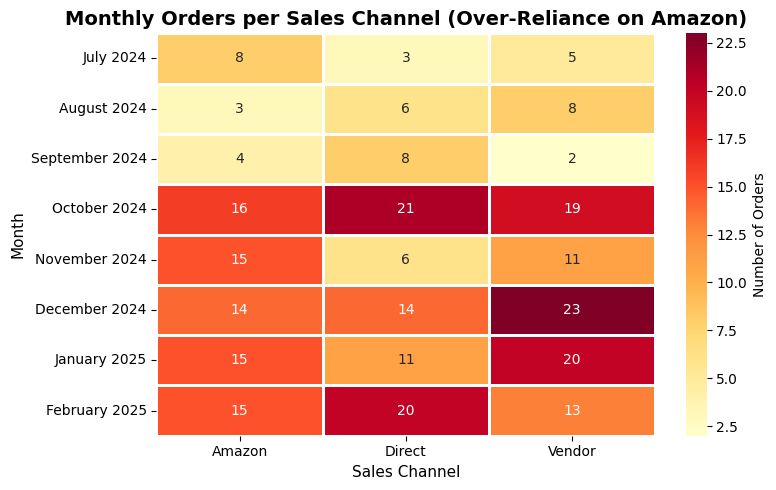 Monthly Orders per Sales Channel (Over-Reliance on Amazon)
July 2024 8 3 5
August 2024 3 6 8
September 2024 4 8 2
October 2024 16 21 19
November 2024 15 6 11
December 2024 14 14 23
January 2025 15 11 20
February 2025 15 20 13
Amazon Direct Vendor
Sales Channel
Month
22.5
20.0
17.5
15.0
12.5
10.0
7.5
5.0
2.5
Number of Orders